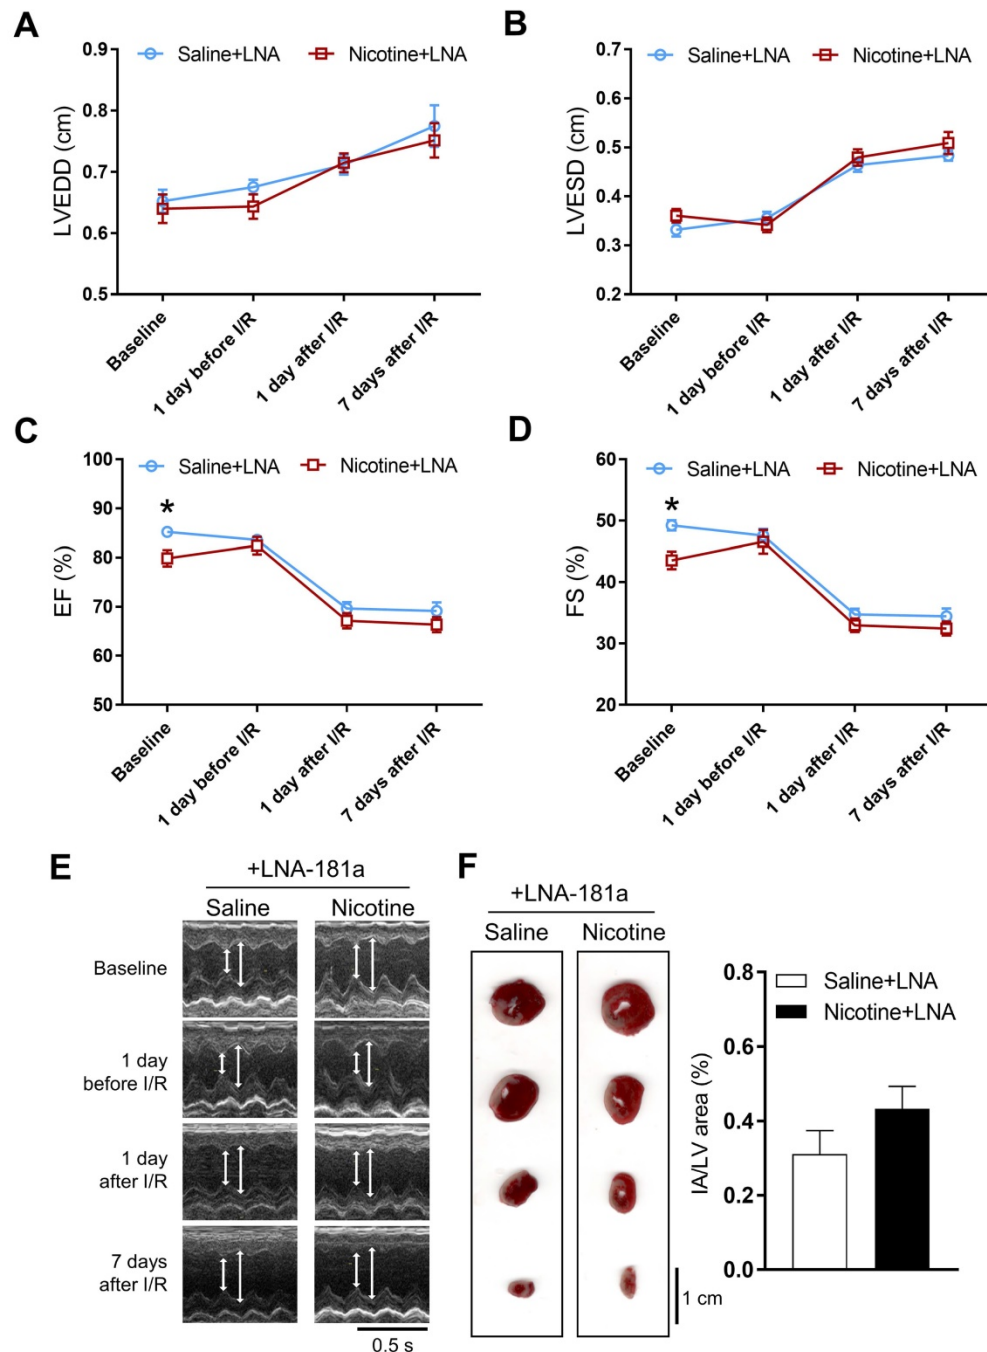 A
Saline+LNA Nicotine+LNA
LVEDD (cm)
0.9
0.8
0.7
0.6
0.5
Baseline
1 day before I/R
1 day after I/R
7 days after I/R
B
Saline+LNA Nicotine+LNA
LVESD (cm)
0.7
0.6
0.5
0.4
0.3
0.2
Baseline
1 day before I/R
1 day after I/R
7 days after I/R
C
Saline+LNA Nicotine+LNA
EF (%)
100
90
80
70
60
50
*
Baseline
1 day before I/R
1 day after I/R
7 days after I/R
D
Saline+LNA Nicotine+LNA
FS (%)
60
50
40
30
20
*
Baseline
1 day before I/R
1 day after I/R
7 days after I/R
E
+LNA-181a
Saline Nicotine
Baseline
1 day
before I/R
1 day
after I/R
7 days
after I/R
0.5 s
F
+LNA-181a
Saline Nicotine
1 cm
IA/LV area (%)
0.8
0.6
0.4
0.2
0.0
Saline+LNA
Nicotine+LNA